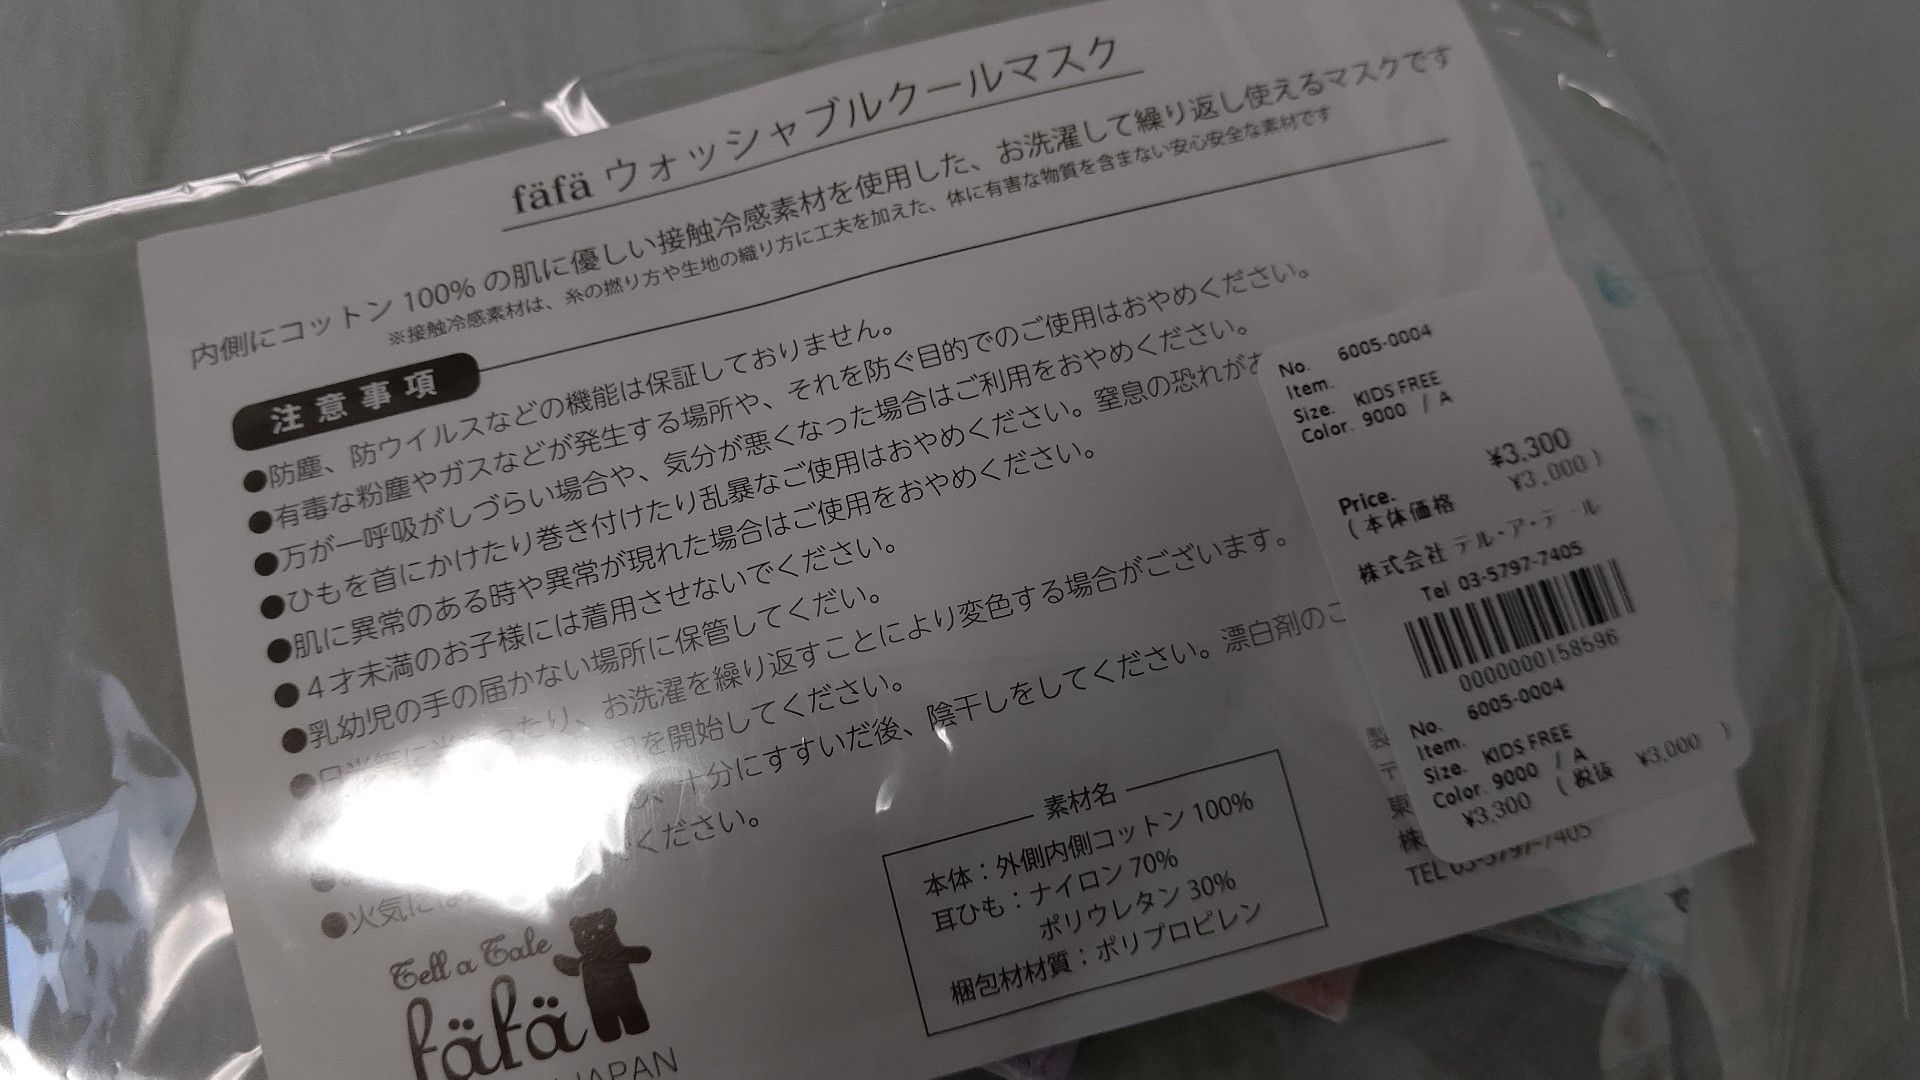 fäfä ウォッシャブルクールマスク
内側にコットン 100% の肌に優しい接触冷感素材を使用した、お洗濯して繰り返し使えるマスクです
※接触冷感素材は、糸の撚り方や生地の織り方に工夫を加えた、体に有害な物質を含まない安心安全な素材です
注意事項
●防塵、防ウイルスなどの機能は保証しておりません。
●有毒な粉塵やガスなどが発生する場所や、それを防ぐ目的でのご使用はおやめください。
●万が一呼吸がしづらい場合や、気分が悪くなった場合はご利用をおやめください。
●ひもを首にかけたり巻き付けたり乱暴なご使用はおやめください。窒息の恐れがあ
●肌に異常のある時や異常が現れた場合はご使用をおやめください。
●４才未満のお子様には着用させないでください。
●乳幼児の手の届かない場所に保管してくだい。
たり、お洗濯を繰り返すことにより変色する場合がございます。
を開始してください。
十分にすすいだ後、陰干しをしてください。漂白剤のご
ください。
●火気に
素材名
本体：外側内側コットン 100%
耳ひも：ナイロン 70%
ポリウレタン 30%
梱包材材質：ポリプロピレン
Tell a Tale
fäfä
JAPAN
製
〒
東
株
TEL 03-5797-7405
No. 6005-0004
Item.
Size. KIDS FREE
Color. 9000 / A
Price. ¥3,300
(本体価格 ¥3,000)
株式会社 テル・ア・テール
Tel 03-5797-7405
0000000158596
No. 6005-0004
Item.
Size. KIDS FREE
Color. 9000 / A
¥3,300 (税抜 ¥3,000)